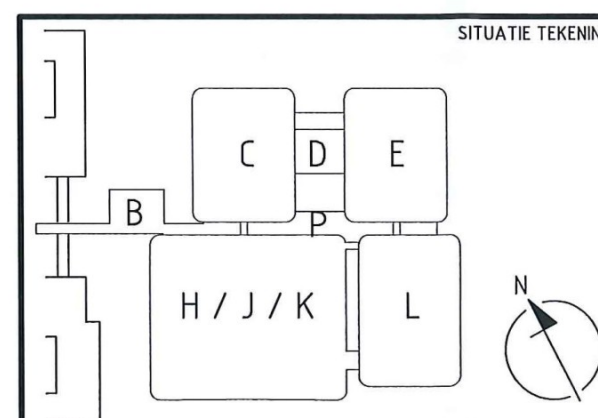 SITUATIE TEKENIN
C D E
B
P
H / J / K L
N